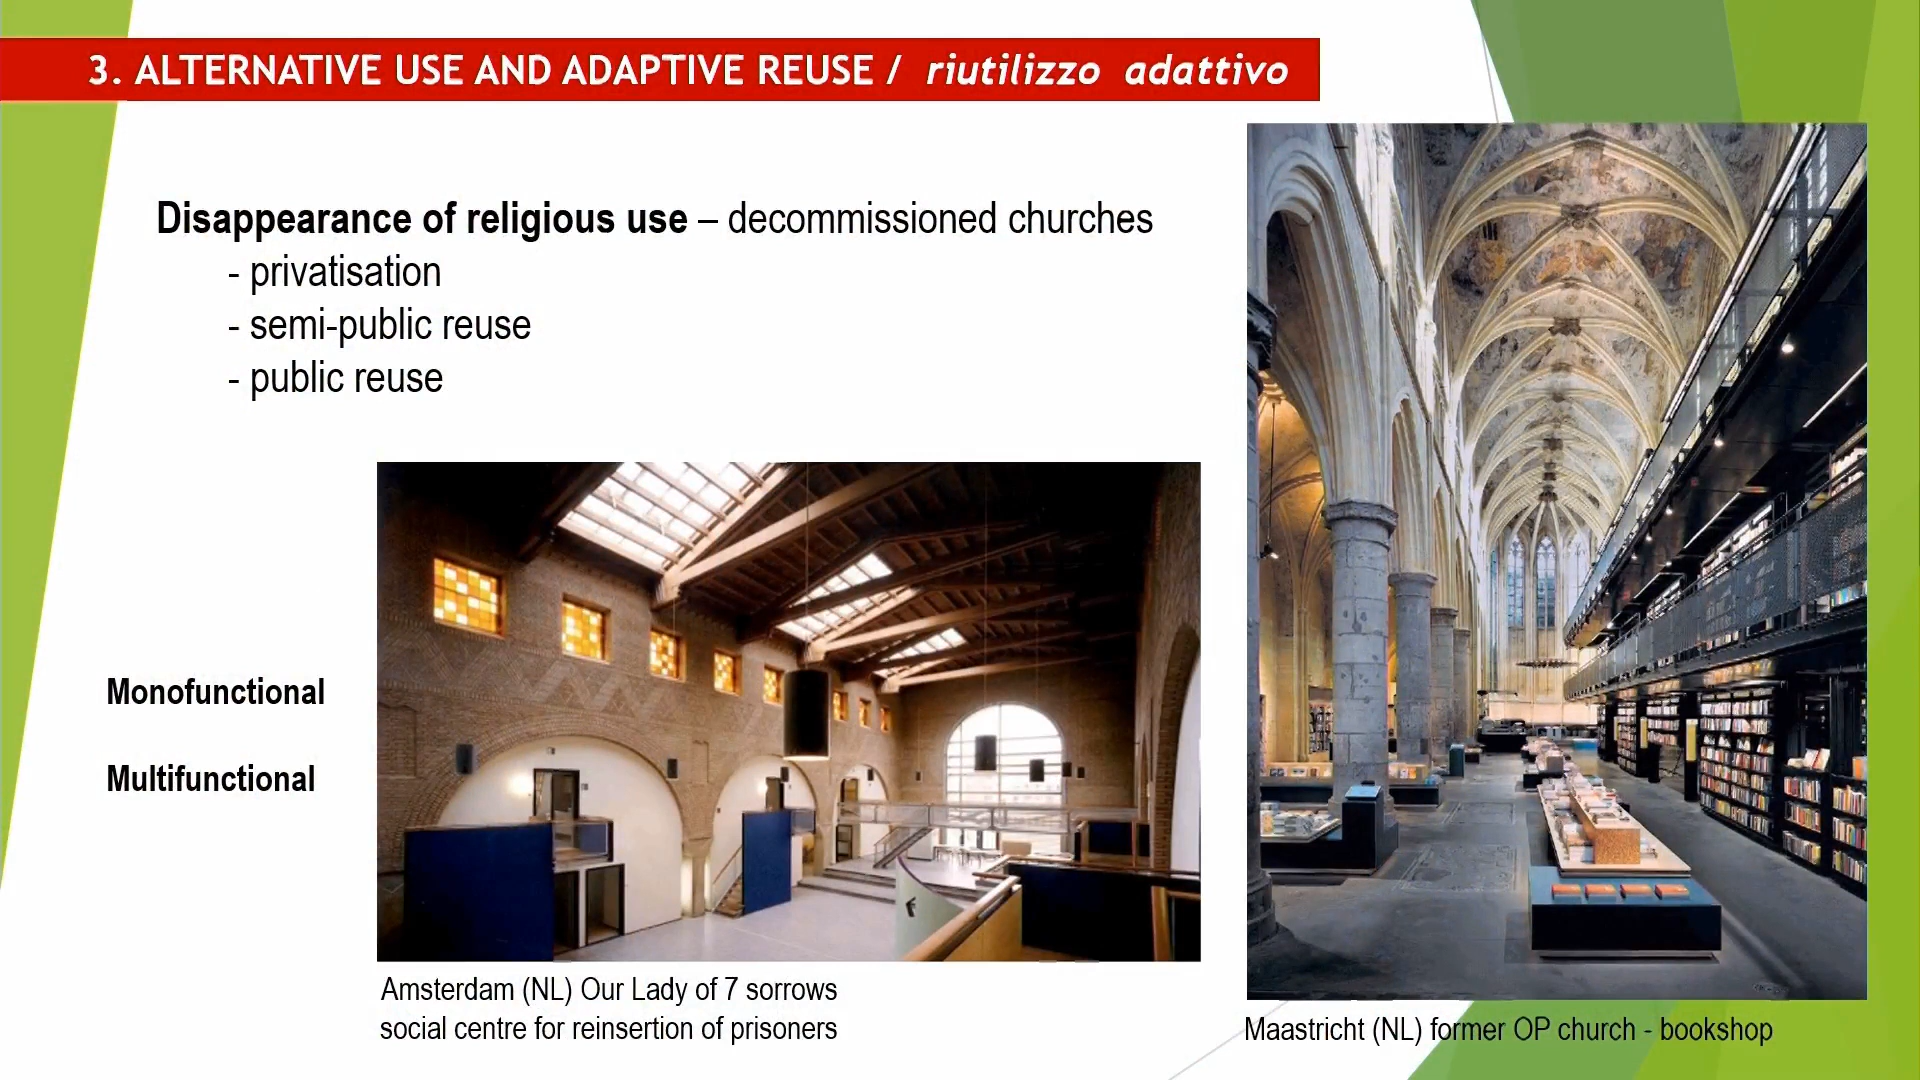 3. ALTERNATIVE USE AND ADAPTIVE REUSE / riutilizzo adattivo
Disappearance of religious use – decommissioned churches
- privatisation
- semi-public reuse
- public reuse
Monofunctional
Multifunctional
Amsterdam (NL) Our Lady of 7 sorrows
social centre for reinsertion of prisoners
Maastricht (NL) former OP church - bookshop